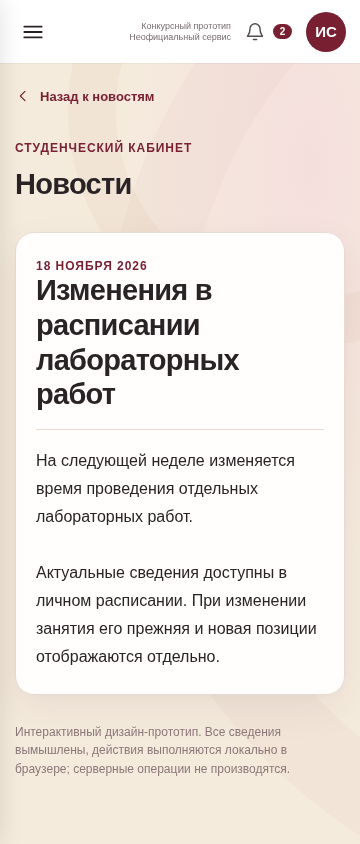 Конкурсный прототип
Неофициальный сервис
2
ИС
Назад к новостям
СТУДЕНЧЕСКИЙ КАБИНЕТ
Новости
18 НОЯБРЯ 2026
Изменения в
расписании
лабораторных
работ
На следующей неделе изменяется
время проведения отдельных
лабораторных работ.
Актуальные сведения доступны в
личном расписании. При изменении
занятия его прежняя и новая позиции
отображаются отдельно.
Интерактивный дизайн-прототип. Все сведения
вымышлены, действия выполняются локально в
браузере; серверные операции не производятся.